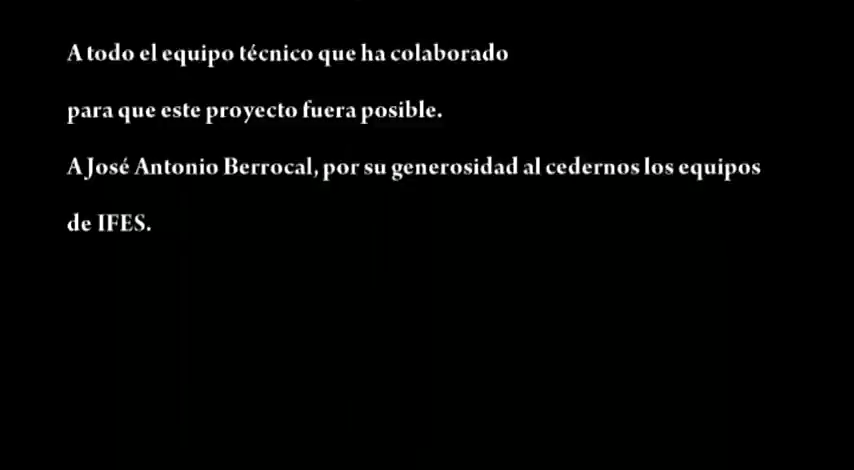 A todo el equipo técnico que ha colaborado
para que este proyecto fuera posible.
A José Antonio Berrocal, por su generosidad al cedernos los equipos
de IFES.